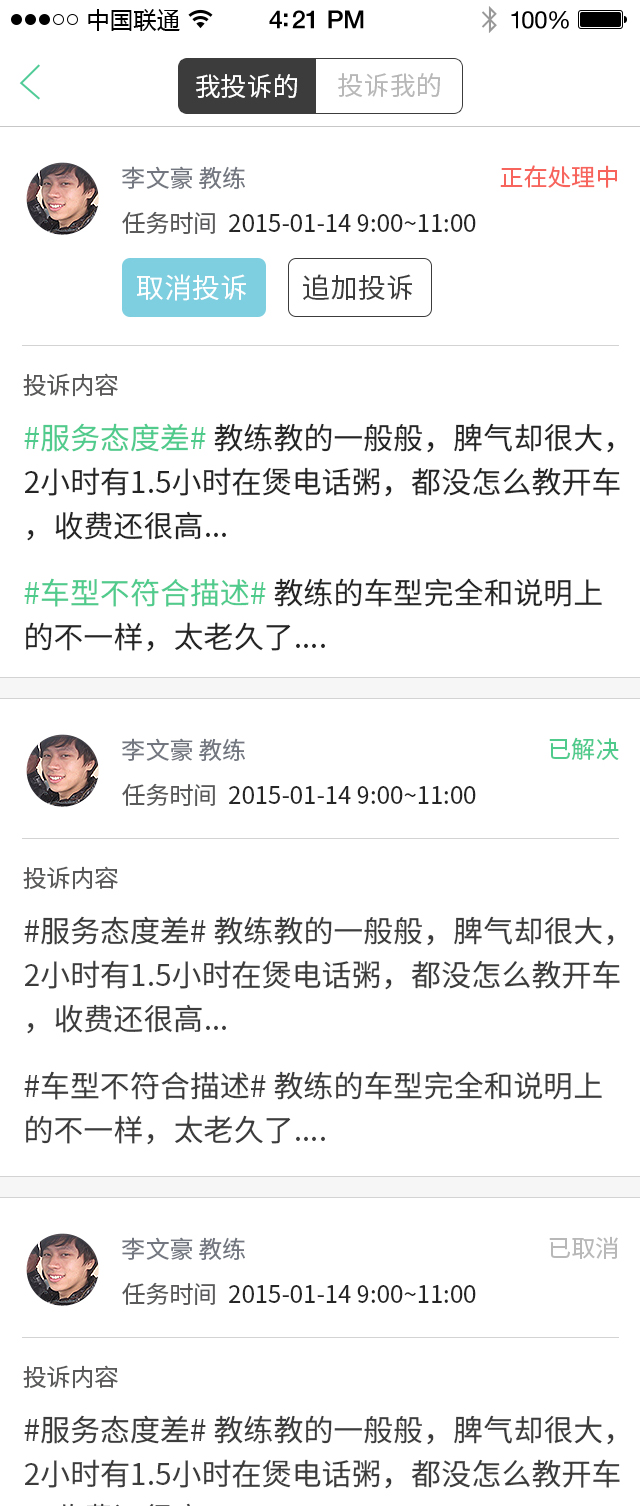 中国联通 4:21 PM 100%
我投诉的 投诉我的
李文豪 教练 正在处理中
任务时间 2015-01-14 9:00~11:00
取消投诉 追加投诉
投诉内容
#服务态度差# 教练教的一般般，脾气却很大，
2小时有1.5小时在煲电话粥，都没怎么教开车
，收费还很高...
#车型不符合描述# 教练的车型完全和说明上
的不一样，太老久了....
李文豪 教练 已解决
任务时间 2015-01-14 9:00~11:00
投诉内容
#服务态度差# 教练教的一般般，脾气却很大，
2小时有1.5小时在煲电话粥，都没怎么教开车
，收费还很高...
#车型不符合描述# 教练的车型完全和说明上
的不一样，太老久了....
李文豪 教练 已取消
任务时间 2015-01-14 9:00~11:00
投诉内容
#服务态度差# 教练教的一般般，脾气却很大，
2小时有1.5小时在煲电话粥，都没怎么教开车